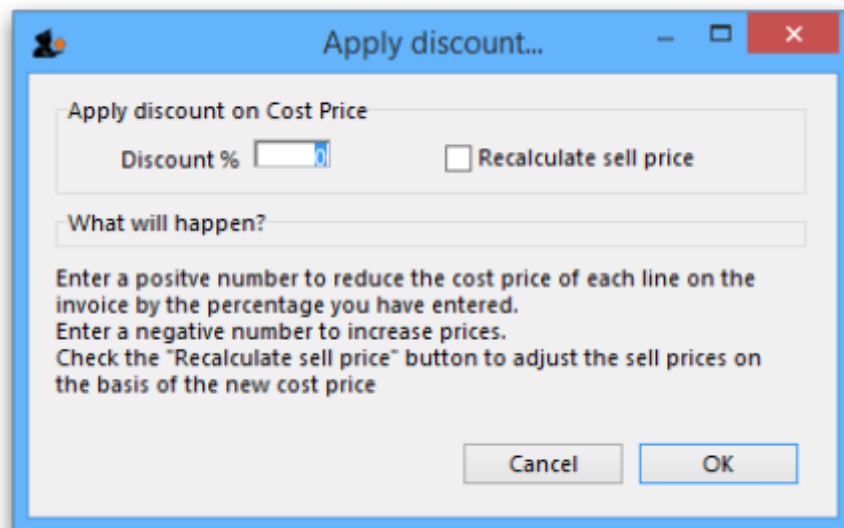 Apply discount...
Apply discount on Cost Price
Discount % 0 Recalculate sell price
What will happen?
Enter a positve number to reduce the cost price of each line on the
invoice by the percentage you have entered.
Enter a negative number to increase prices.
Check the "Recalculate sell price" button to adjust the sell prices on
the basis of the new cost price
Cancel OK